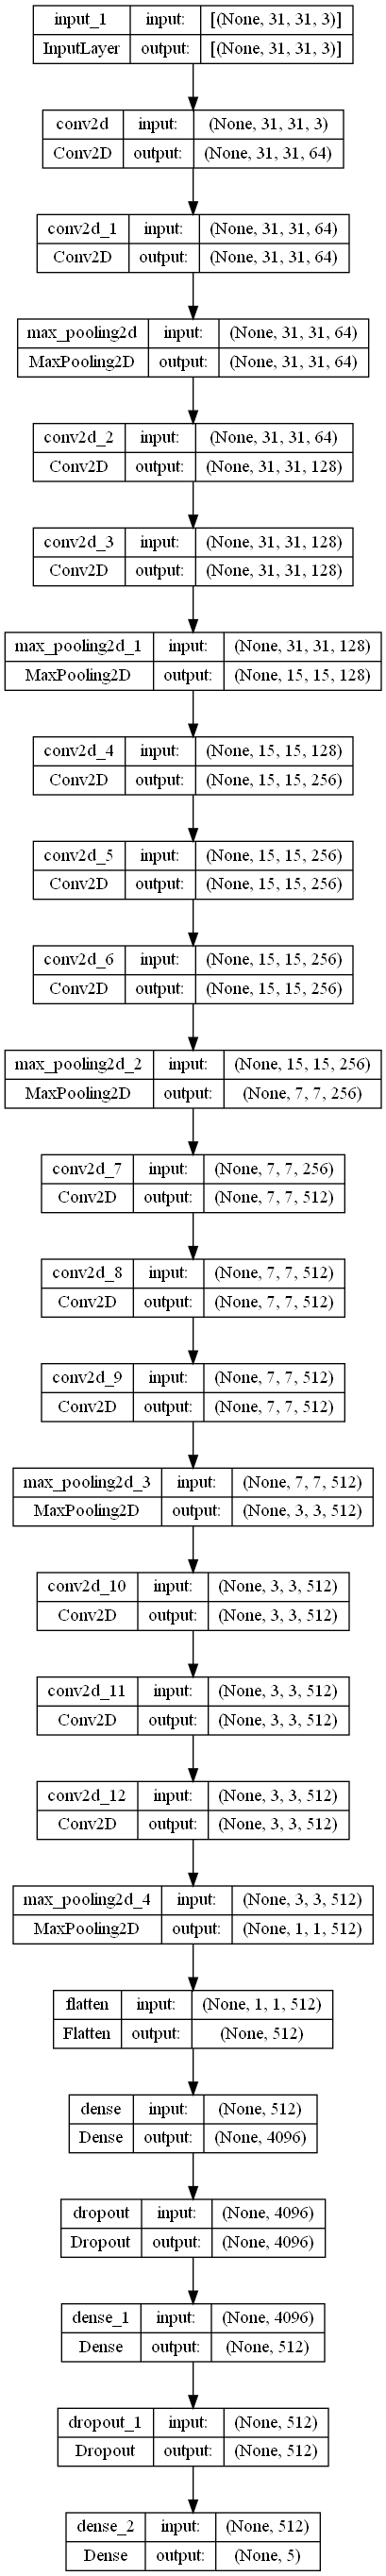 input_1 input: [(None, 31, 31, 3)]
InputLayer output: [(None, 31, 31, 3)]
conv2d input: (None, 31, 31, 3)
Conv2D output: (None, 31, 31, 64)
conv2d_1 input: (None, 31, 31, 64)
Conv2D output: (None, 31, 31, 64)
max_pooling2d input: (None, 31, 31, 64)
MaxPooling2D output: (None, 31, 31, 64)
conv2d_2 input: (None, 31, 31, 64)
Conv2D output: (None, 31, 31, 128)
conv2d_3 input: (None, 31, 31, 128)
Conv2D output: (None, 31, 31, 128)
max_pooling2d_1 input: (None, 31, 31, 128)
MaxPooling2D output: (None, 15, 15, 128)
conv2d_4 input: (None, 15, 15, 128)
Conv2D output: (None, 15, 15, 256)
conv2d_5 input: (None, 15, 15, 256)
Conv2D output: (None, 15, 15, 256)
conv2d_6 input: (None, 15, 15, 256)
Conv2D output: (None, 15, 15, 256)
max_pooling2d_2 input: (None, 15, 15, 256)
MaxPooling2D output: (None, 7, 7, 256)
conv2d_7 input: (None, 7, 7, 256)
Conv2D output: (None, 7, 7, 512)
conv2d_8 input: (None, 7, 7, 512)
Conv2D output: (None, 7, 7, 512)
conv2d_9 input: (None, 7, 7, 512)
Conv2D output: (None, 7, 7, 512)
max_pooling2d_3 input: (None, 7, 7, 512)
MaxPooling2D output: (None, 3, 3, 512)
conv2d_10 input: (None, 3, 3, 512)
Conv2D output: (None, 3, 3, 512)
conv2d_11 input: (None, 3, 3, 512)
Conv2D output: (None, 3, 3, 512)
conv2d_12 input: (None, 3, 3, 512)
Conv2D output: (None, 3, 3, 512)
max_pooling2d_4 input: (None, 3, 3, 512)
MaxPooling2D output: (None, 1, 1, 512)
flatten input: (None, 1, 1, 512)
Flatten output: (None, 512)
dense input: (None, 512)
Dense output: (None, 4096)
dropout input: (None, 4096)
Dropout output: (None, 4096)
dense_1 input: (None, 4096)
Dense output: (None, 512)
dropout_1 input: (None, 512)
Dropout output: (None, 512)
dense_2 input: (None, 512)
Dense output: (None, 5)